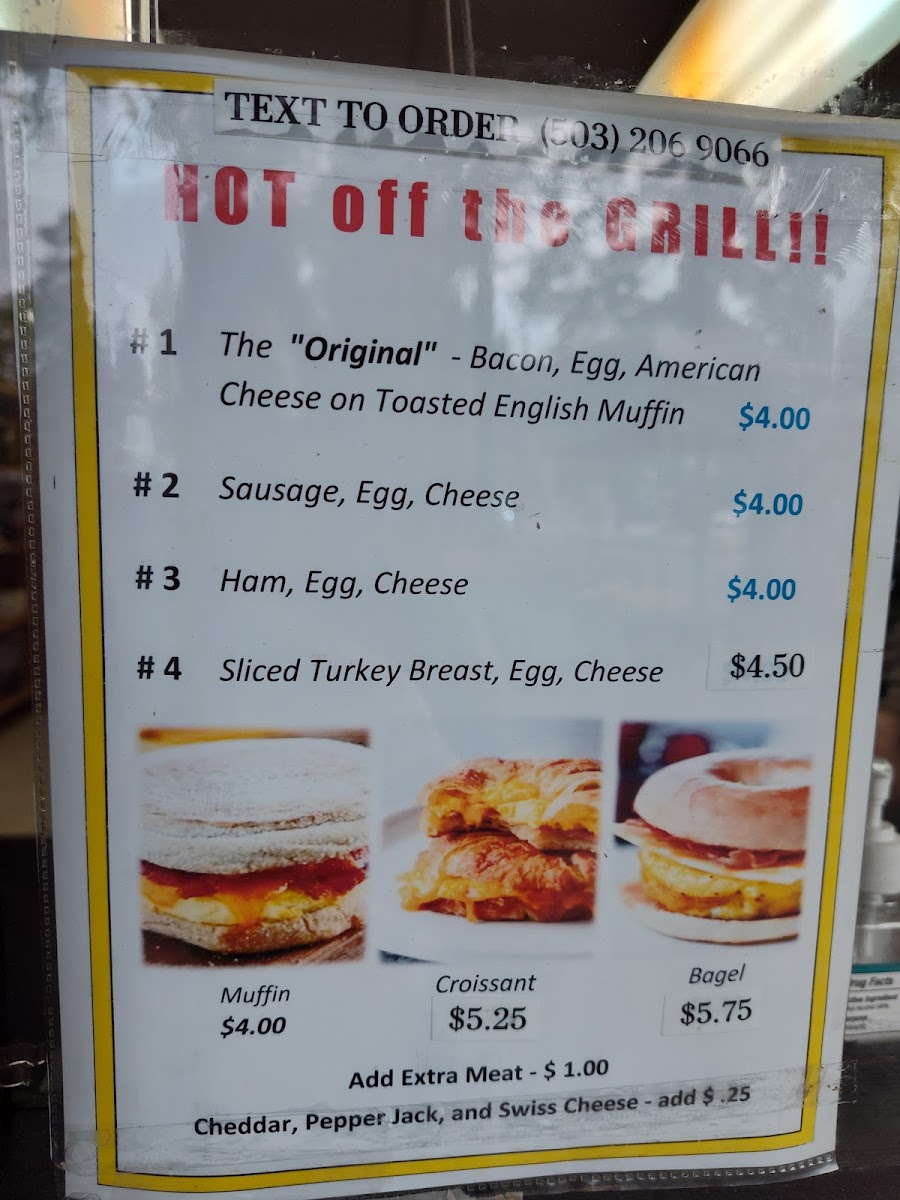 TEXT TO ORDER (503) 206 9066
HOT off the GRILL!!
# 1 The "Original" - Bacon, Egg, American
Cheese on Toasted English Muffin $4.00
# 2 Sausage, Egg, Cheese $4.00
# 3 Ham, Egg, Cheese $4.00
# 4 Sliced Turkey Breast, Egg, Cheese $4.50
Muffin Croissant Bagel
$4.00 $5.25 $5.75
Add Extra Meat - $ 1.00
Cheddar, Pepper Jack, and Swiss Cheese - add $ .25
Facts